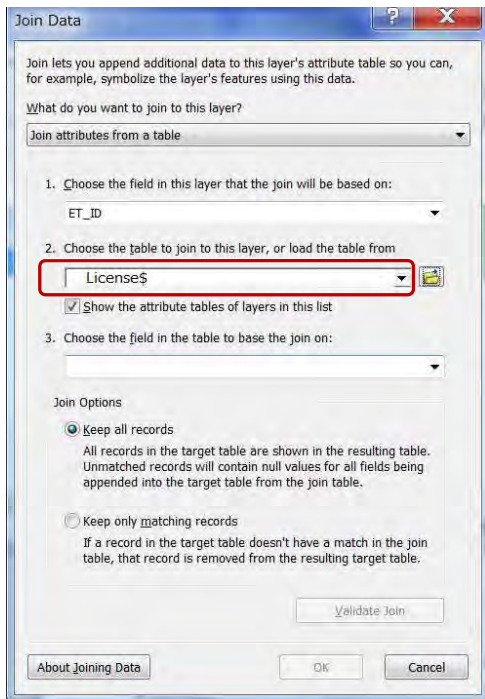 Join Data
Join lets you append additional data to this layer's attribute table so you can,
for example, symbolize the layer's features using this data.
What do you want to join to this layer?
Join attributes from a table
1. Choose the field in this layer that the join will be based on:
ET_ID
2. Choose the table to join to this layer, or load the table from
License$
Show the attribute tables of layers in this list
3. Choose the field in the table to base the join on:
Join Options
Keep all records
All records in the target table are shown in the resulting table.
Unmatched records will contain null values for all fields being
appended into the target table from the join table.
Keep only matching records
If a record in the target table doesn't have a match in the join
table, that record is removed from the resulting target table.
Validate Join
About Joining Data OK Cancel